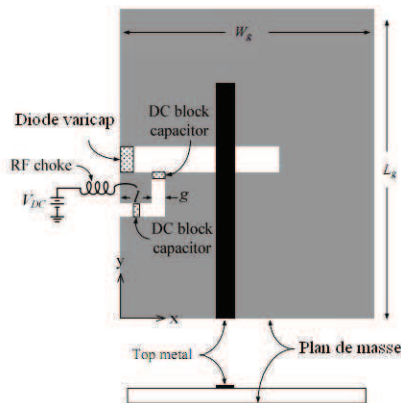 Wg
DC block
capacitor
Diode varicap
RF choke
Lg
l
g
VDC
DC block
capacitor
y
x
Top metal
Plan de masse